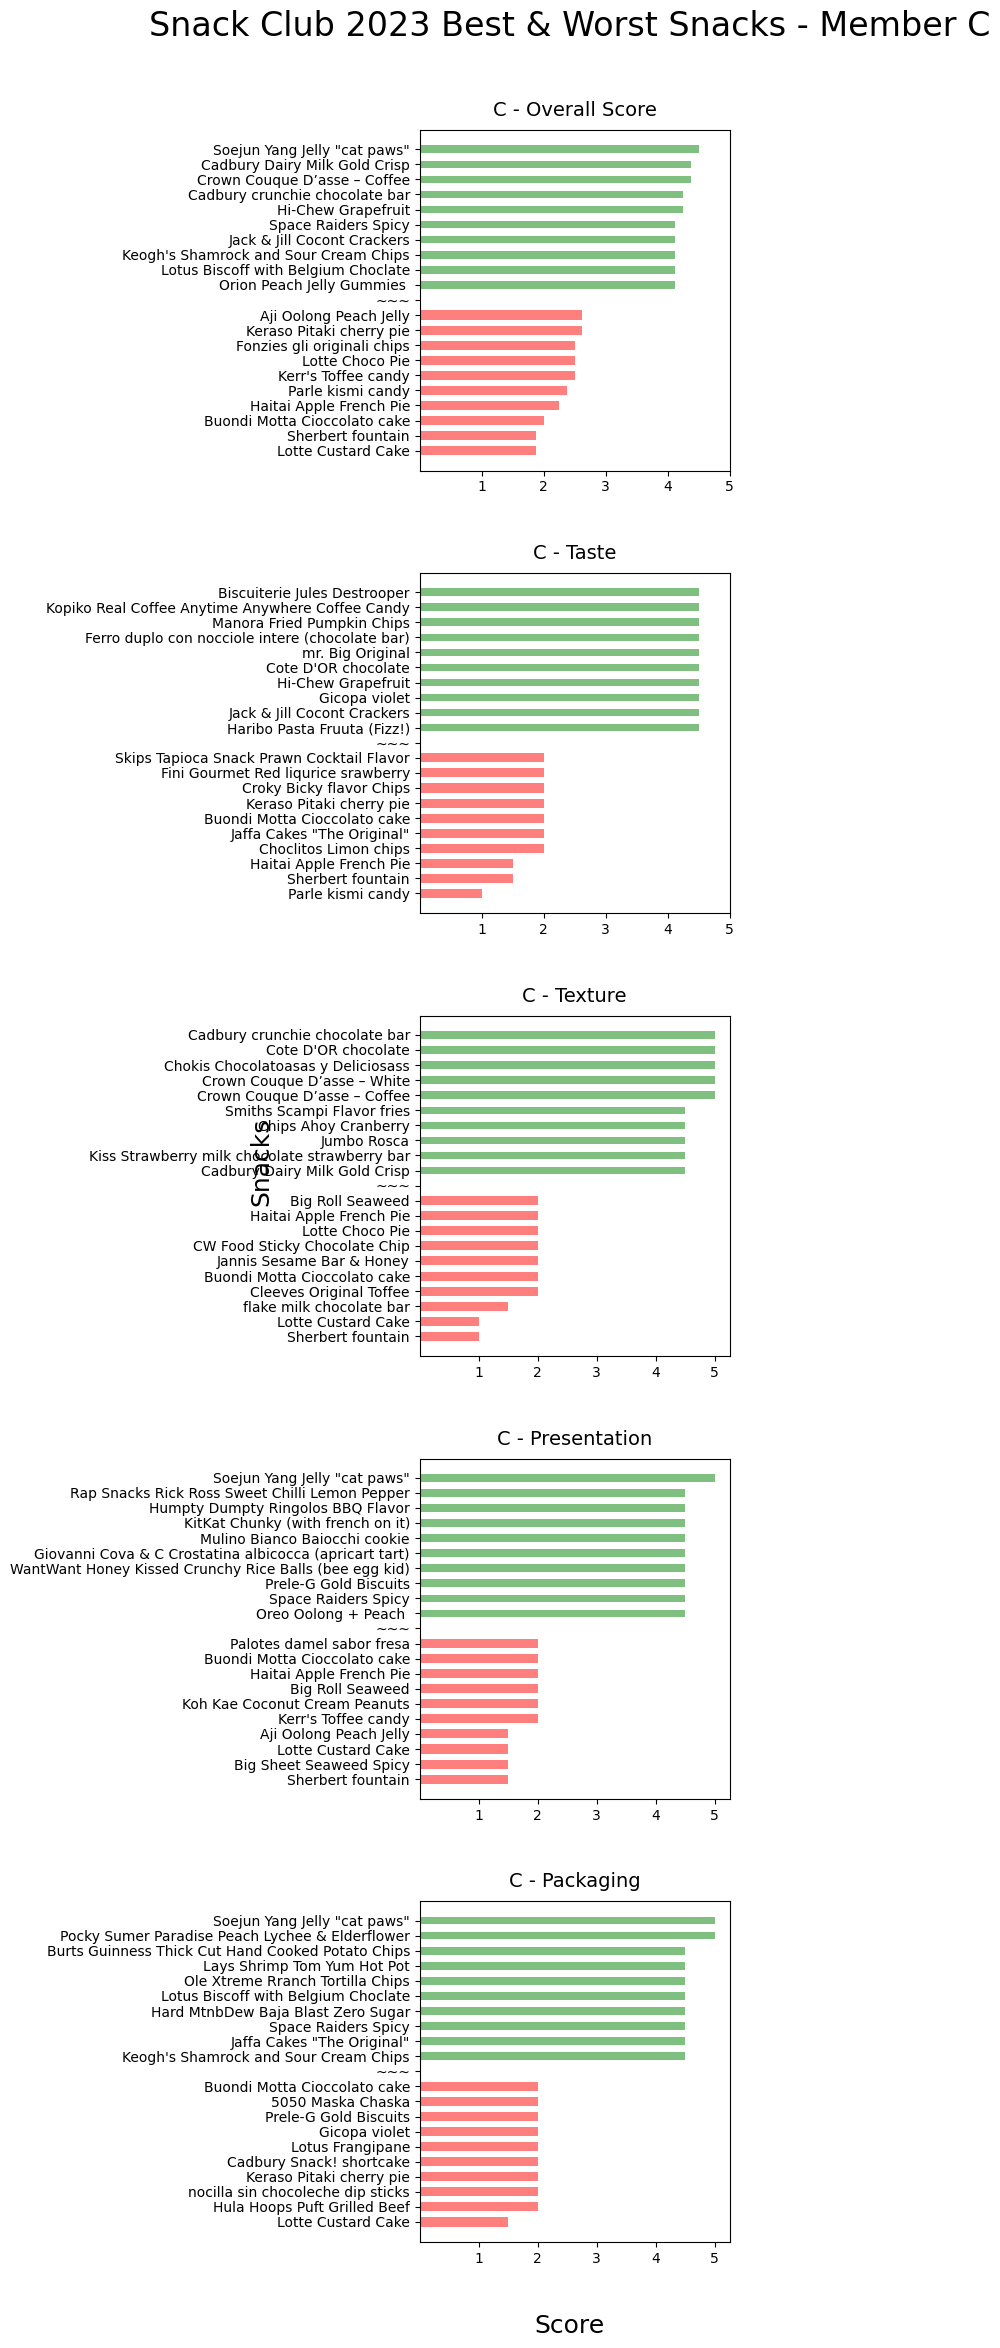 Snack Club 2023 Best & Worst Snacks - Member C
C - Overall Score
Soejun Yang Jelly "cat paws"
Cadbury Dairy Milk Gold Crisp
Crown Couque D’asse – Coffee
Cadbury crunchie chocolate bar
Hi-Chew Grapefruit
Space Raiders Spicy
Jack & Jill Cocont Crackers
Keogh's Shamrock and Sour Cream Chips
Lotus Biscoff with Belgium Choclate
Orion Peach Jelly Gummies
~~~
Aji Oolong Peach Jelly
Keraso Pitaki cherry pie
Fonzies gli originali chips
Lotte Choco Pie
Kerr's Toffee candy
Parle kismi candy
Haitai Apple French Pie
Buondi Motta Cioccolato cake
Sherbert fountain
Lotte Custard Cake
1 2 3 4 5
C - Taste
Biscuiterie Jules Destrooper
Kopiko Real Coffee Anytime Anywhere Coffee Candy
Manora Fried Pumpkin Chips
Ferro duplo con nocciole intere (chocolate bar)
mr. Big Original
Cote D'OR chocolate
Hi-Chew Grapefruit
Gicopa violet
Jack & Jill Cocont Crackers
Haribo Pasta Fruuta (Fizz!)
~~~
Skips Tapioca Snack Prawn Cocktail Flavor
Fini Gourmet Red liqurice srawberry
Croky Bicky flavor Chips
Keraso Pitaki cherry pie
Buondi Motta Cioccolato cake
Jaffa Cakes "The Original"
Choclitos Limon chips
Haitai Apple French Pie
Sherbert fountain
Parle kismi candy
1 2 3 4 5
C - Texture
Cadbury crunchie chocolate bar
Cote D'OR chocolate
Chokis Chocolatoasas y Deliciosass
Crown Couque D’asse – White
Crown Couque D’asse – Coffee
Smiths Scampi Flavor fries
Chips Ahoy Cranberry
Jumbo Rosca
Kiss Strawberry milk chocolate strawberry bar
Cadbury Dairy Milk Gold Crisp
~~~
Big Roll Seaweed
Haitai Apple French Pie
Lotte Choco Pie
CW Food Sticky Chocolate Chip
Jannis Sesame Bar & Honey
Buondi Motta Cioccolato cake
Cleeves Original Toffee
flake milk chocolate bar
Lotte Custard Cake
Sherbert fountain
1 2 3 4 5
Snacks
C - Presentation
Soejun Yang Jelly "cat paws"
Rap Snacks Rick Ross Sweet Chilli Lemon Pepper
Humpty Dumpty Ringolos BBQ Flavor
KitKat Chunky (with french on it)
Mulino Bianco Baiocchi cookie
Giovanni Cova & C Crostatina albicocca (apricart tart)
WantWant Honey Kissed Crunchy Rice Balls (bee egg kid)
Prele-G Gold Biscuits
Space Raiders Spicy
Oreo Oolong + Peach
~~~
Palotes damel sabor fresa
Buondi Motta Cioccolato cake
Haitai Apple French Pie
Big Roll Seaweed
Koh Kae Coconut Cream Peanuts
Kerr's Toffee candy
Aji Oolong Peach Jelly
Lotte Custard Cake
Big Sheet Seaweed Spicy
Sherbert fountain
1 2 3 4 5
C - Packaging
Soejun Yang Jelly "cat paws"
Pocky Sumer Paradise Peach Lychee & Elderflower
Burts Guinness Thick Cut Hand Cooked Potato Chips
Lays Shrimp Tom Yum Hot Pot
Ole Xtreme Rranch Tortilla Chips
Lotus Biscoff with Belgium Choclate
Hard MtnbDew Baja Blast Zero Sugar
Space Raiders Spicy
Jaffa Cakes "The Original"
Keogh's Shamrock and Sour Cream Chips
~~~
Buondi Motta Cioccolato cake
5050 Maska Chaska
Prele-G Gold Biscuits
Gicopa violet
Lotus Frangipane
Cadbury Snack! shortcake
Keraso Pitaki cherry pie
nocilla sin chocoleche dip sticks
Hula Hoops Puft Grilled Beef
Lotte Custard Cake
1 2 3 4 5
Score